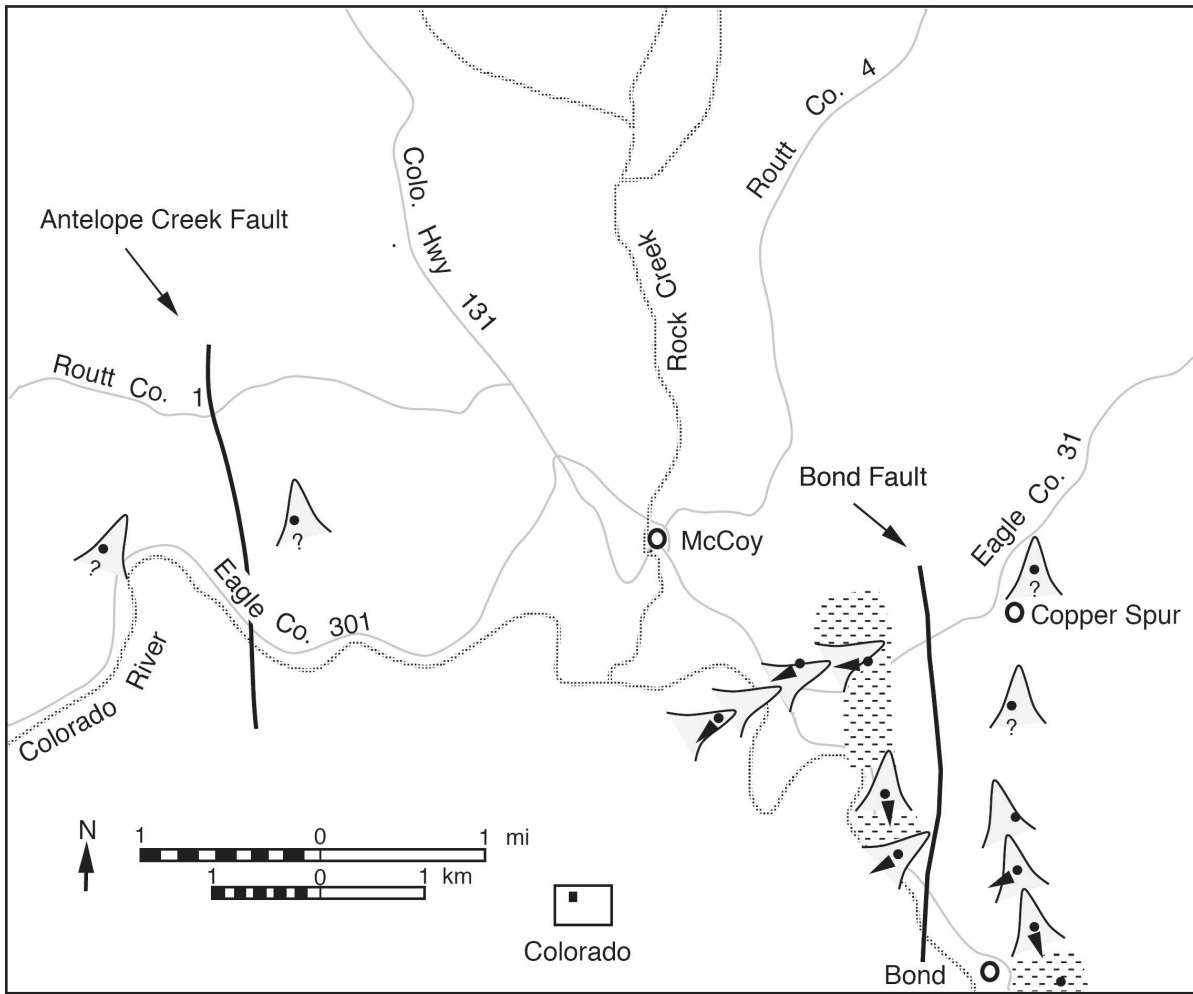 Routt Co. 4
Colo. Hwy 131
Antelope Creek Fault
Rock Creek
Routt Co. 1
Bond Fault
Eagle Co. 31
McCoy
?
?
?
Copper Spur
Eagle Co. 301
Colorado River
?
N
1 0 1 mi
1 0 1 km
Colorado
Bond